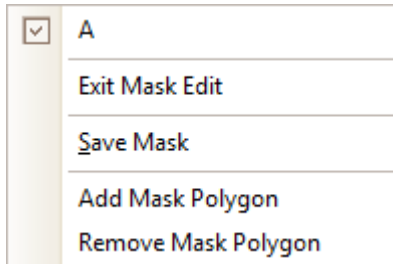 A
Exit Mask Edit
Save Mask
Add Mask Polygon
Remove Mask Polygon